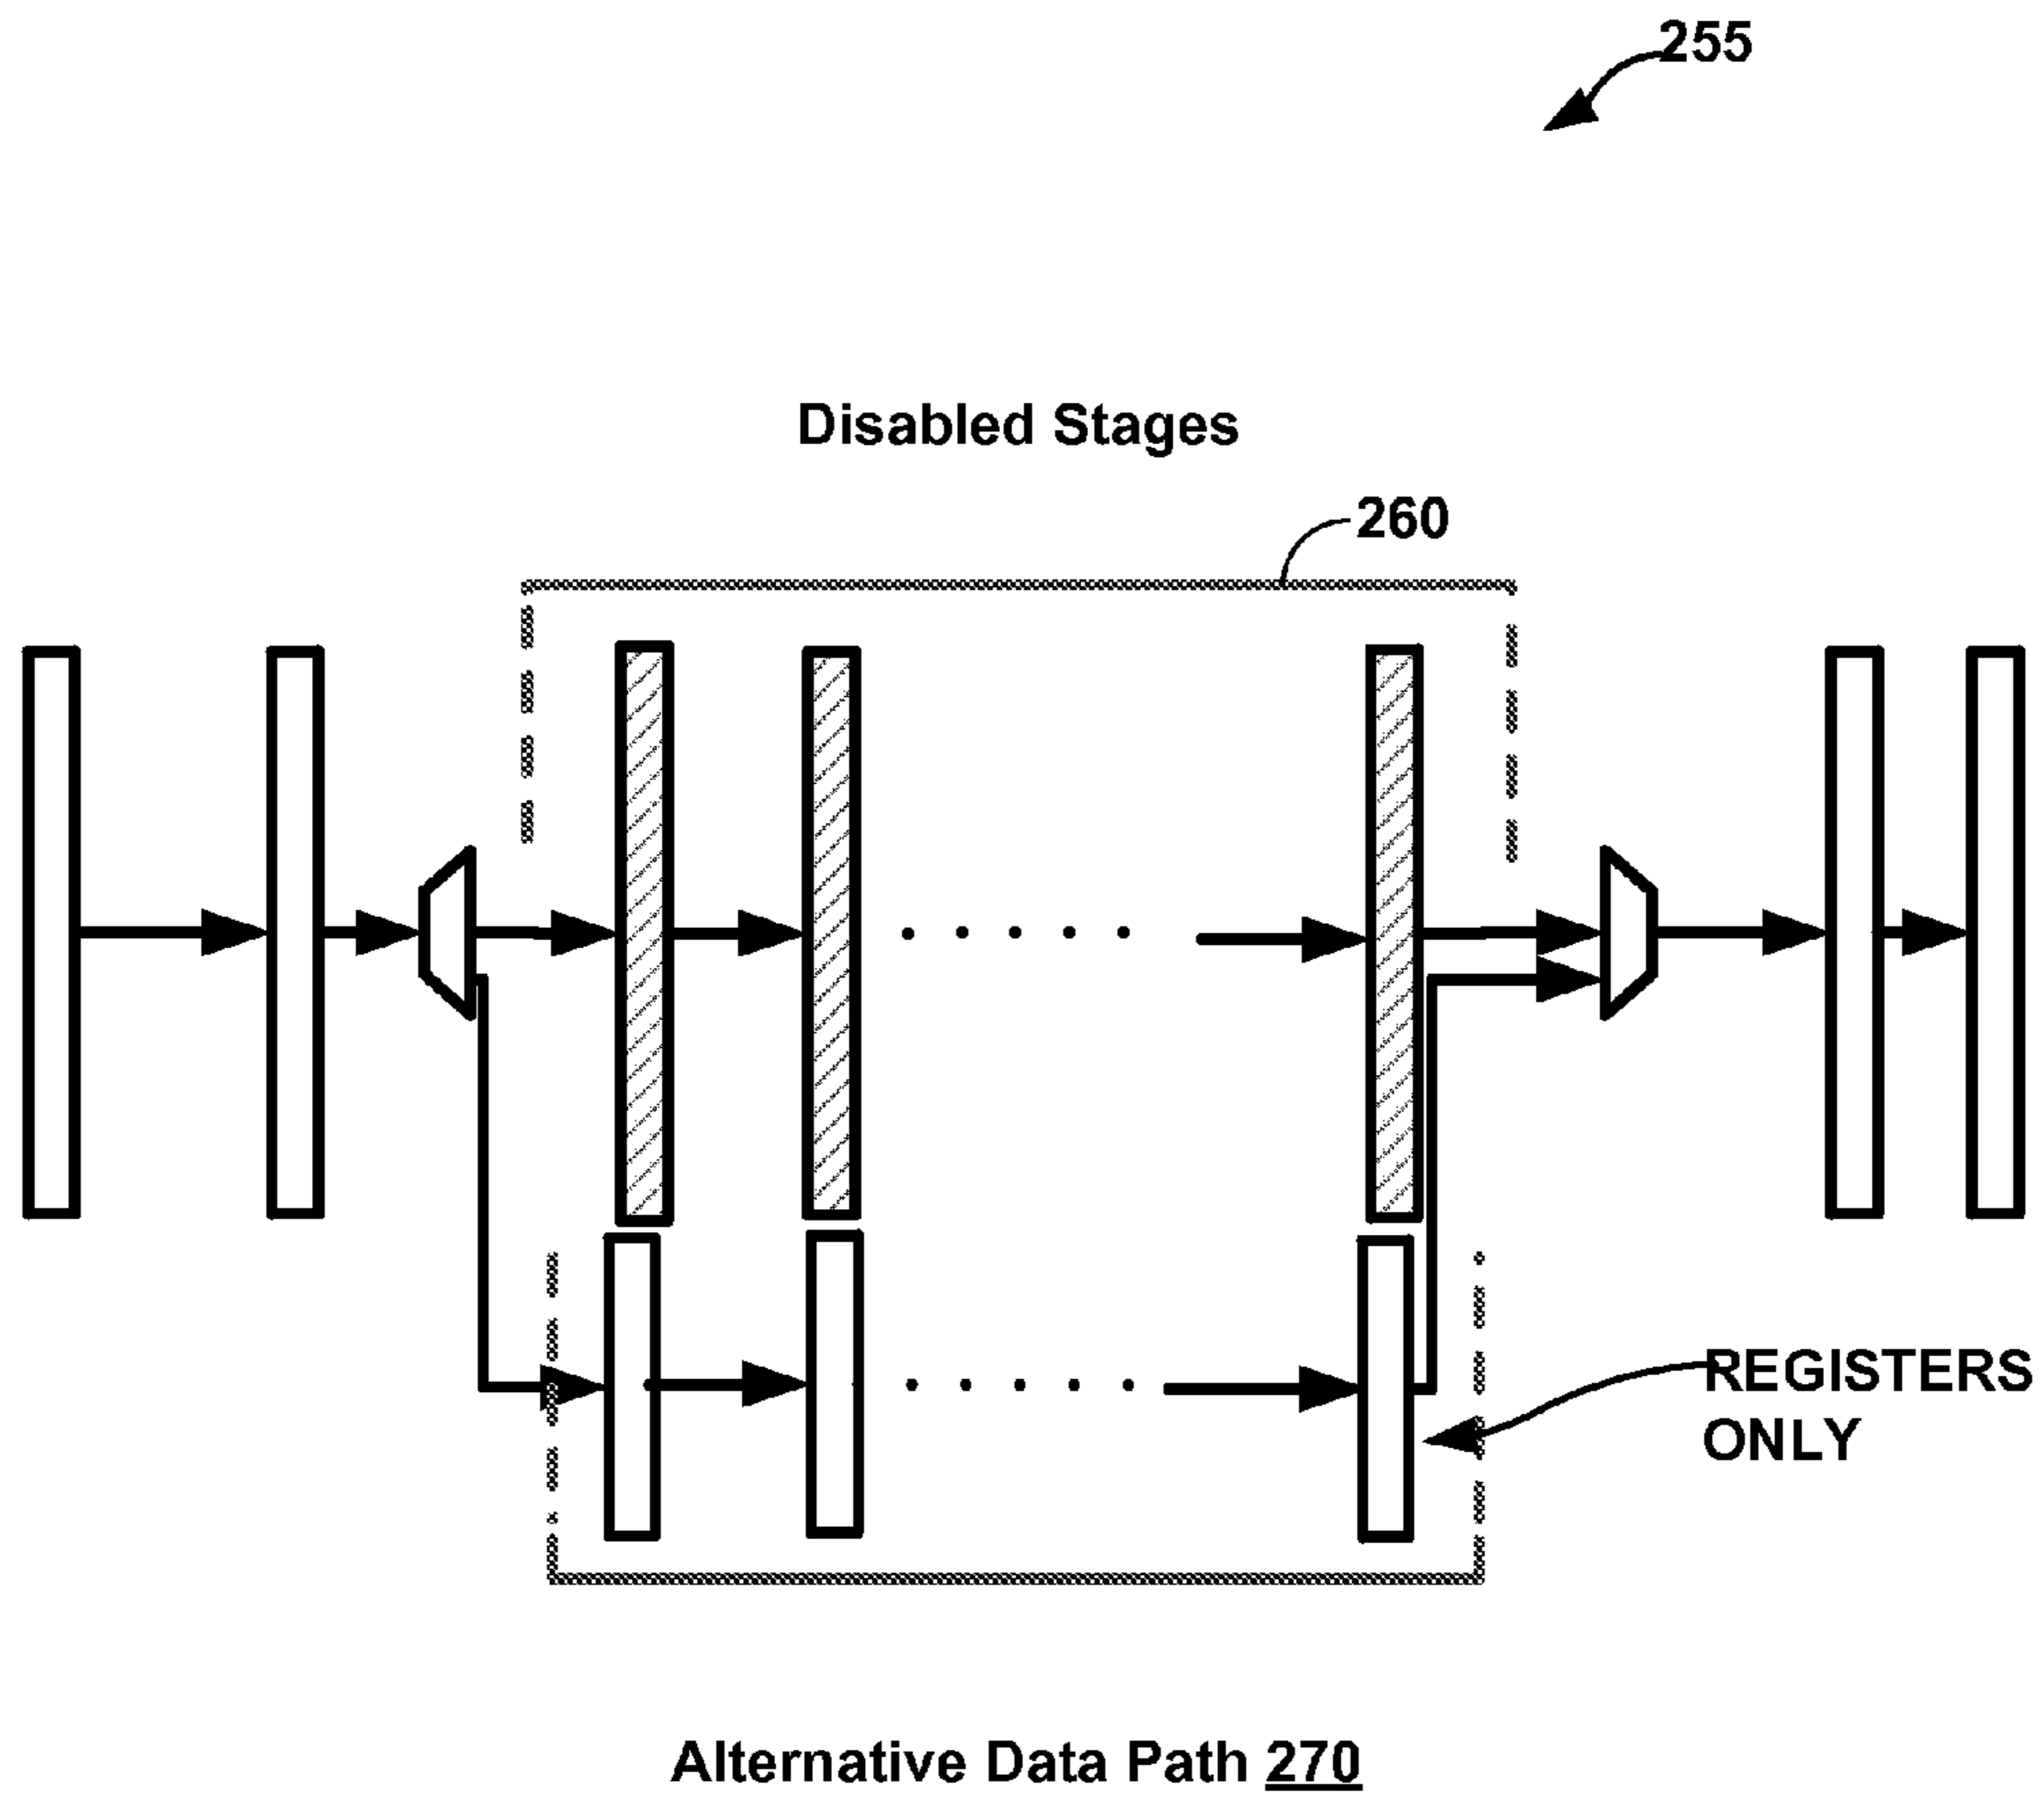 255
Disabled Stages
260
REGISTERS
ONLY
Alternative Data Path 270